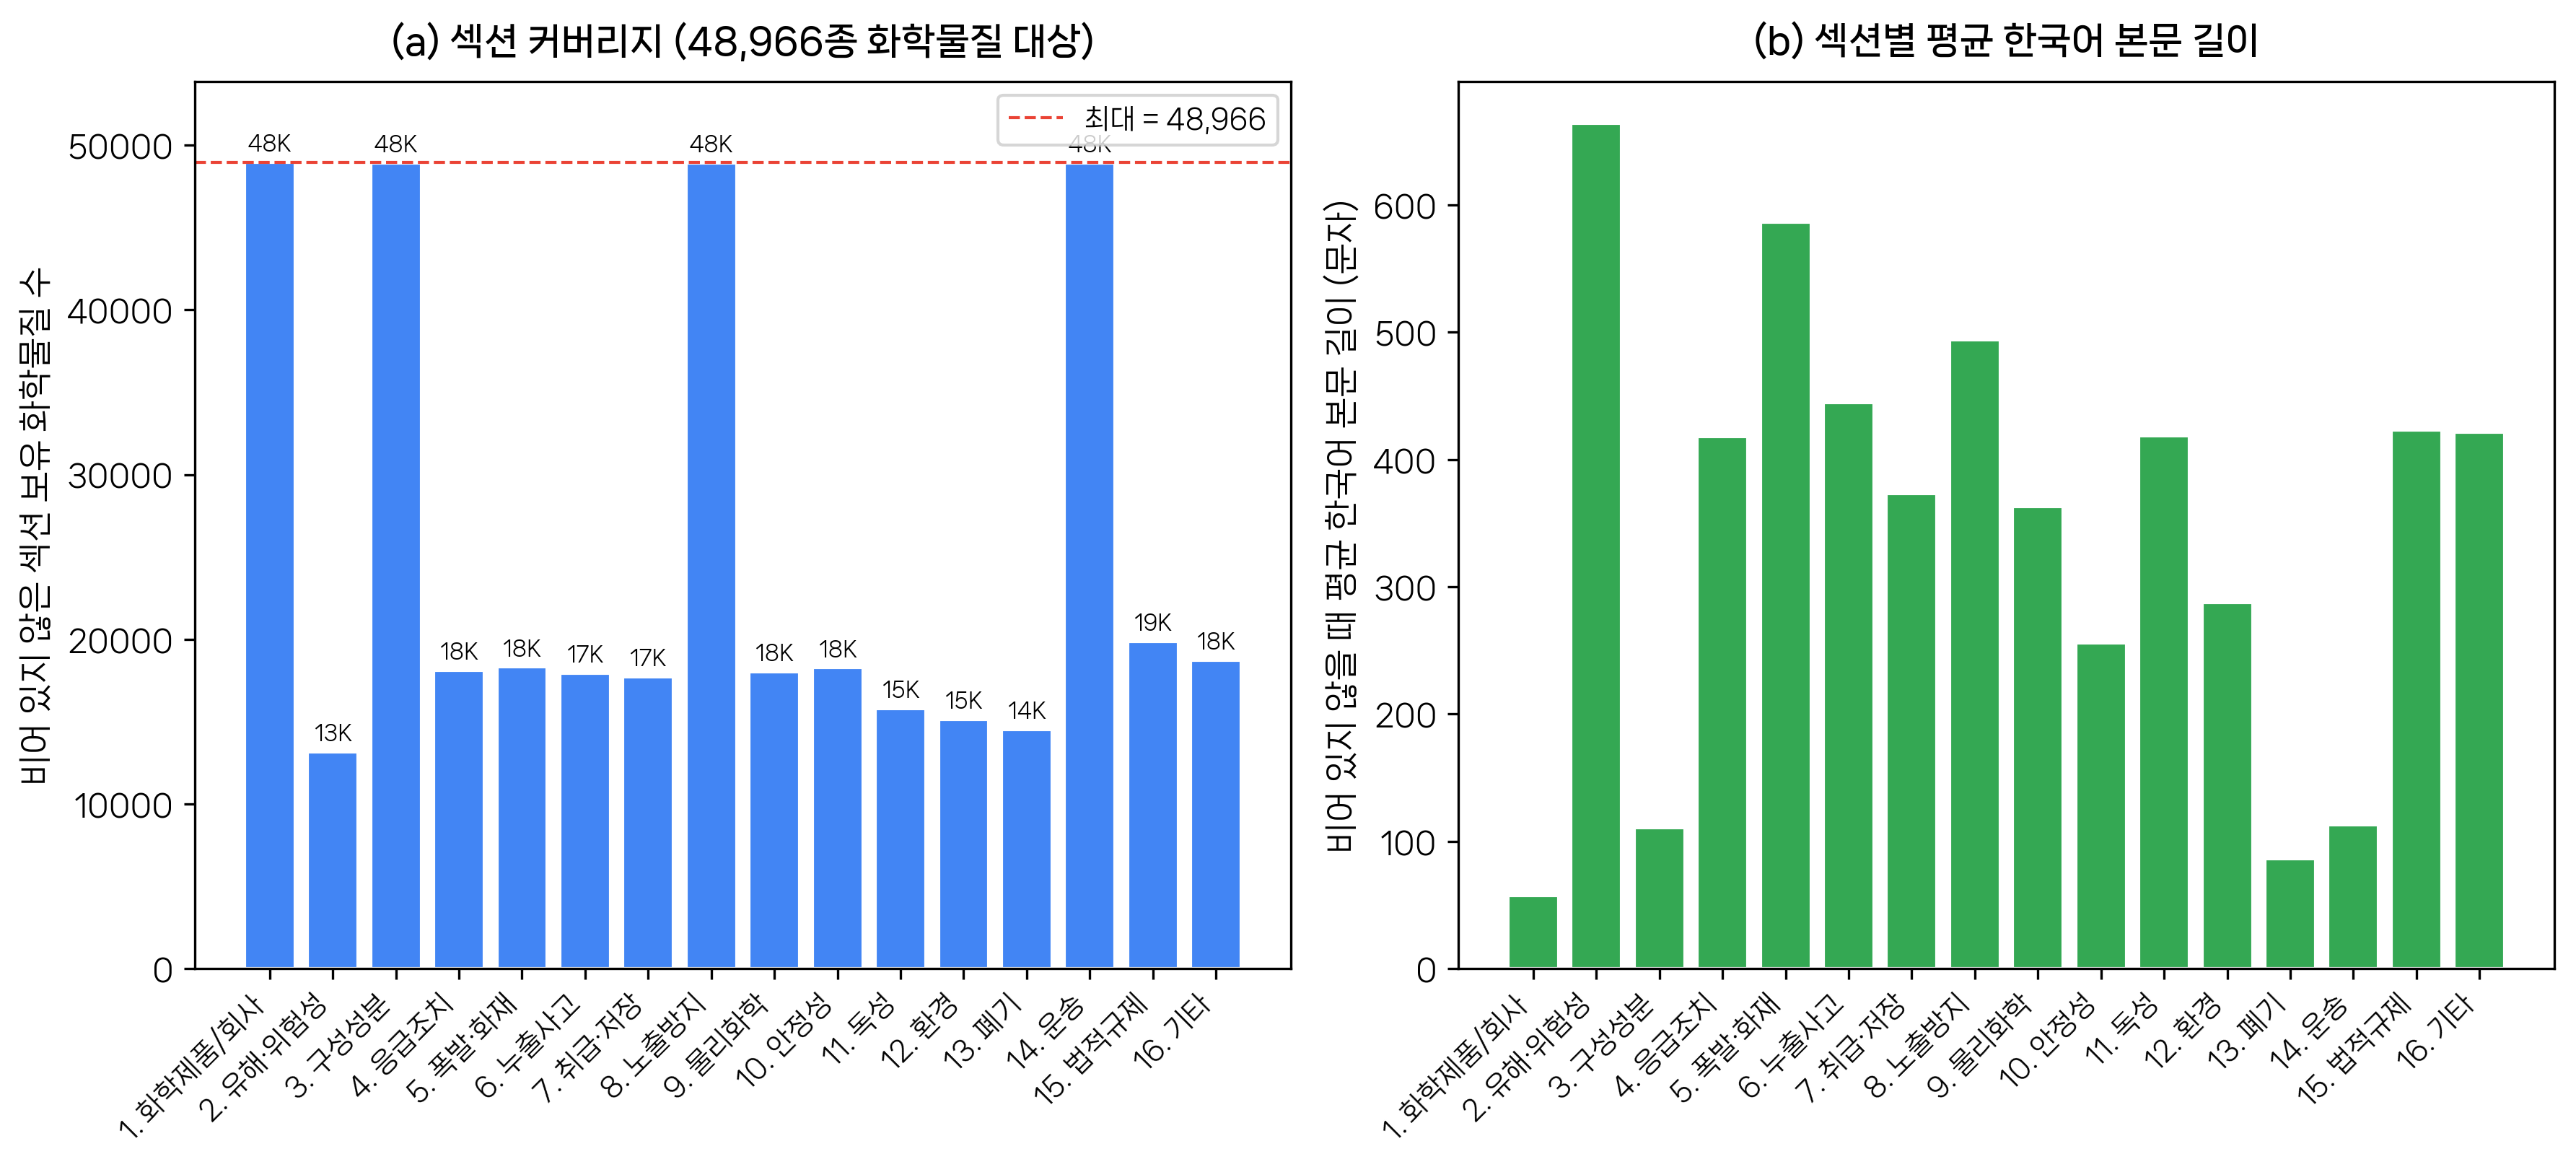 (a) 섹션 커버리지 (48,966종 화학물질 대상)
비어 있지 않은 섹션 보유 화학물질 수
50000
40000
30000
20000
10000
0
최대 = 48,966
48K
13K
48K
18K
18K
17K
17K
48K
18K
18K
15K
15K
14K
48K
19K
18K
1. 화학제품/회사
2. 유해·위험성
3. 구성성분
4. 응급조치
5. 폭발·화재
6. 누출사고
7. 취급·저장
8. 노출방지
9. 물리화학
10. 안정성
11. 독성
12. 환경
13. 폐기
14. 운송
15. 법적규제
16. 기타
(b) 섹션별 평균 한국어 본문 길이
비어 있지 않을 때 평균 한국어 본문 길이 (문자)
600
500
400
300
200
100
0
1. 화학제품/회사
2. 유해·위험성
3. 구성성분
4. 응급조치
5. 폭발·화재
6. 누출사고
7. 취급·저장
8. 노출방지
9. 물리화학
10. 안정성
11. 독성
12. 환경
13. 폐기
14. 운송
15. 법적규제
16. 기타